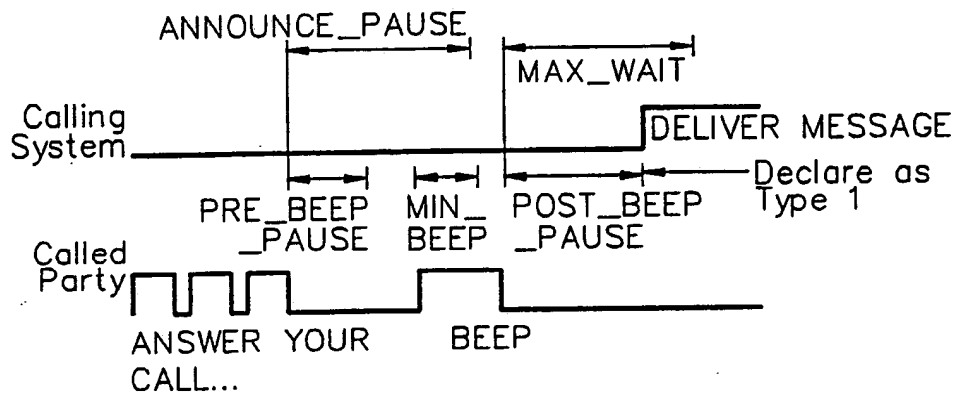 ANNOUNCE_PAUSE
MAX_WAIT
Calling
System
DELIVER MESSAGE
Declare as
Type 1
PRE_BEEP
_PAUSE
MIN_
BEEP
POST_BEEP
_PAUSE
Called
Party
ANSWER YOUR
CALL...
BEEP